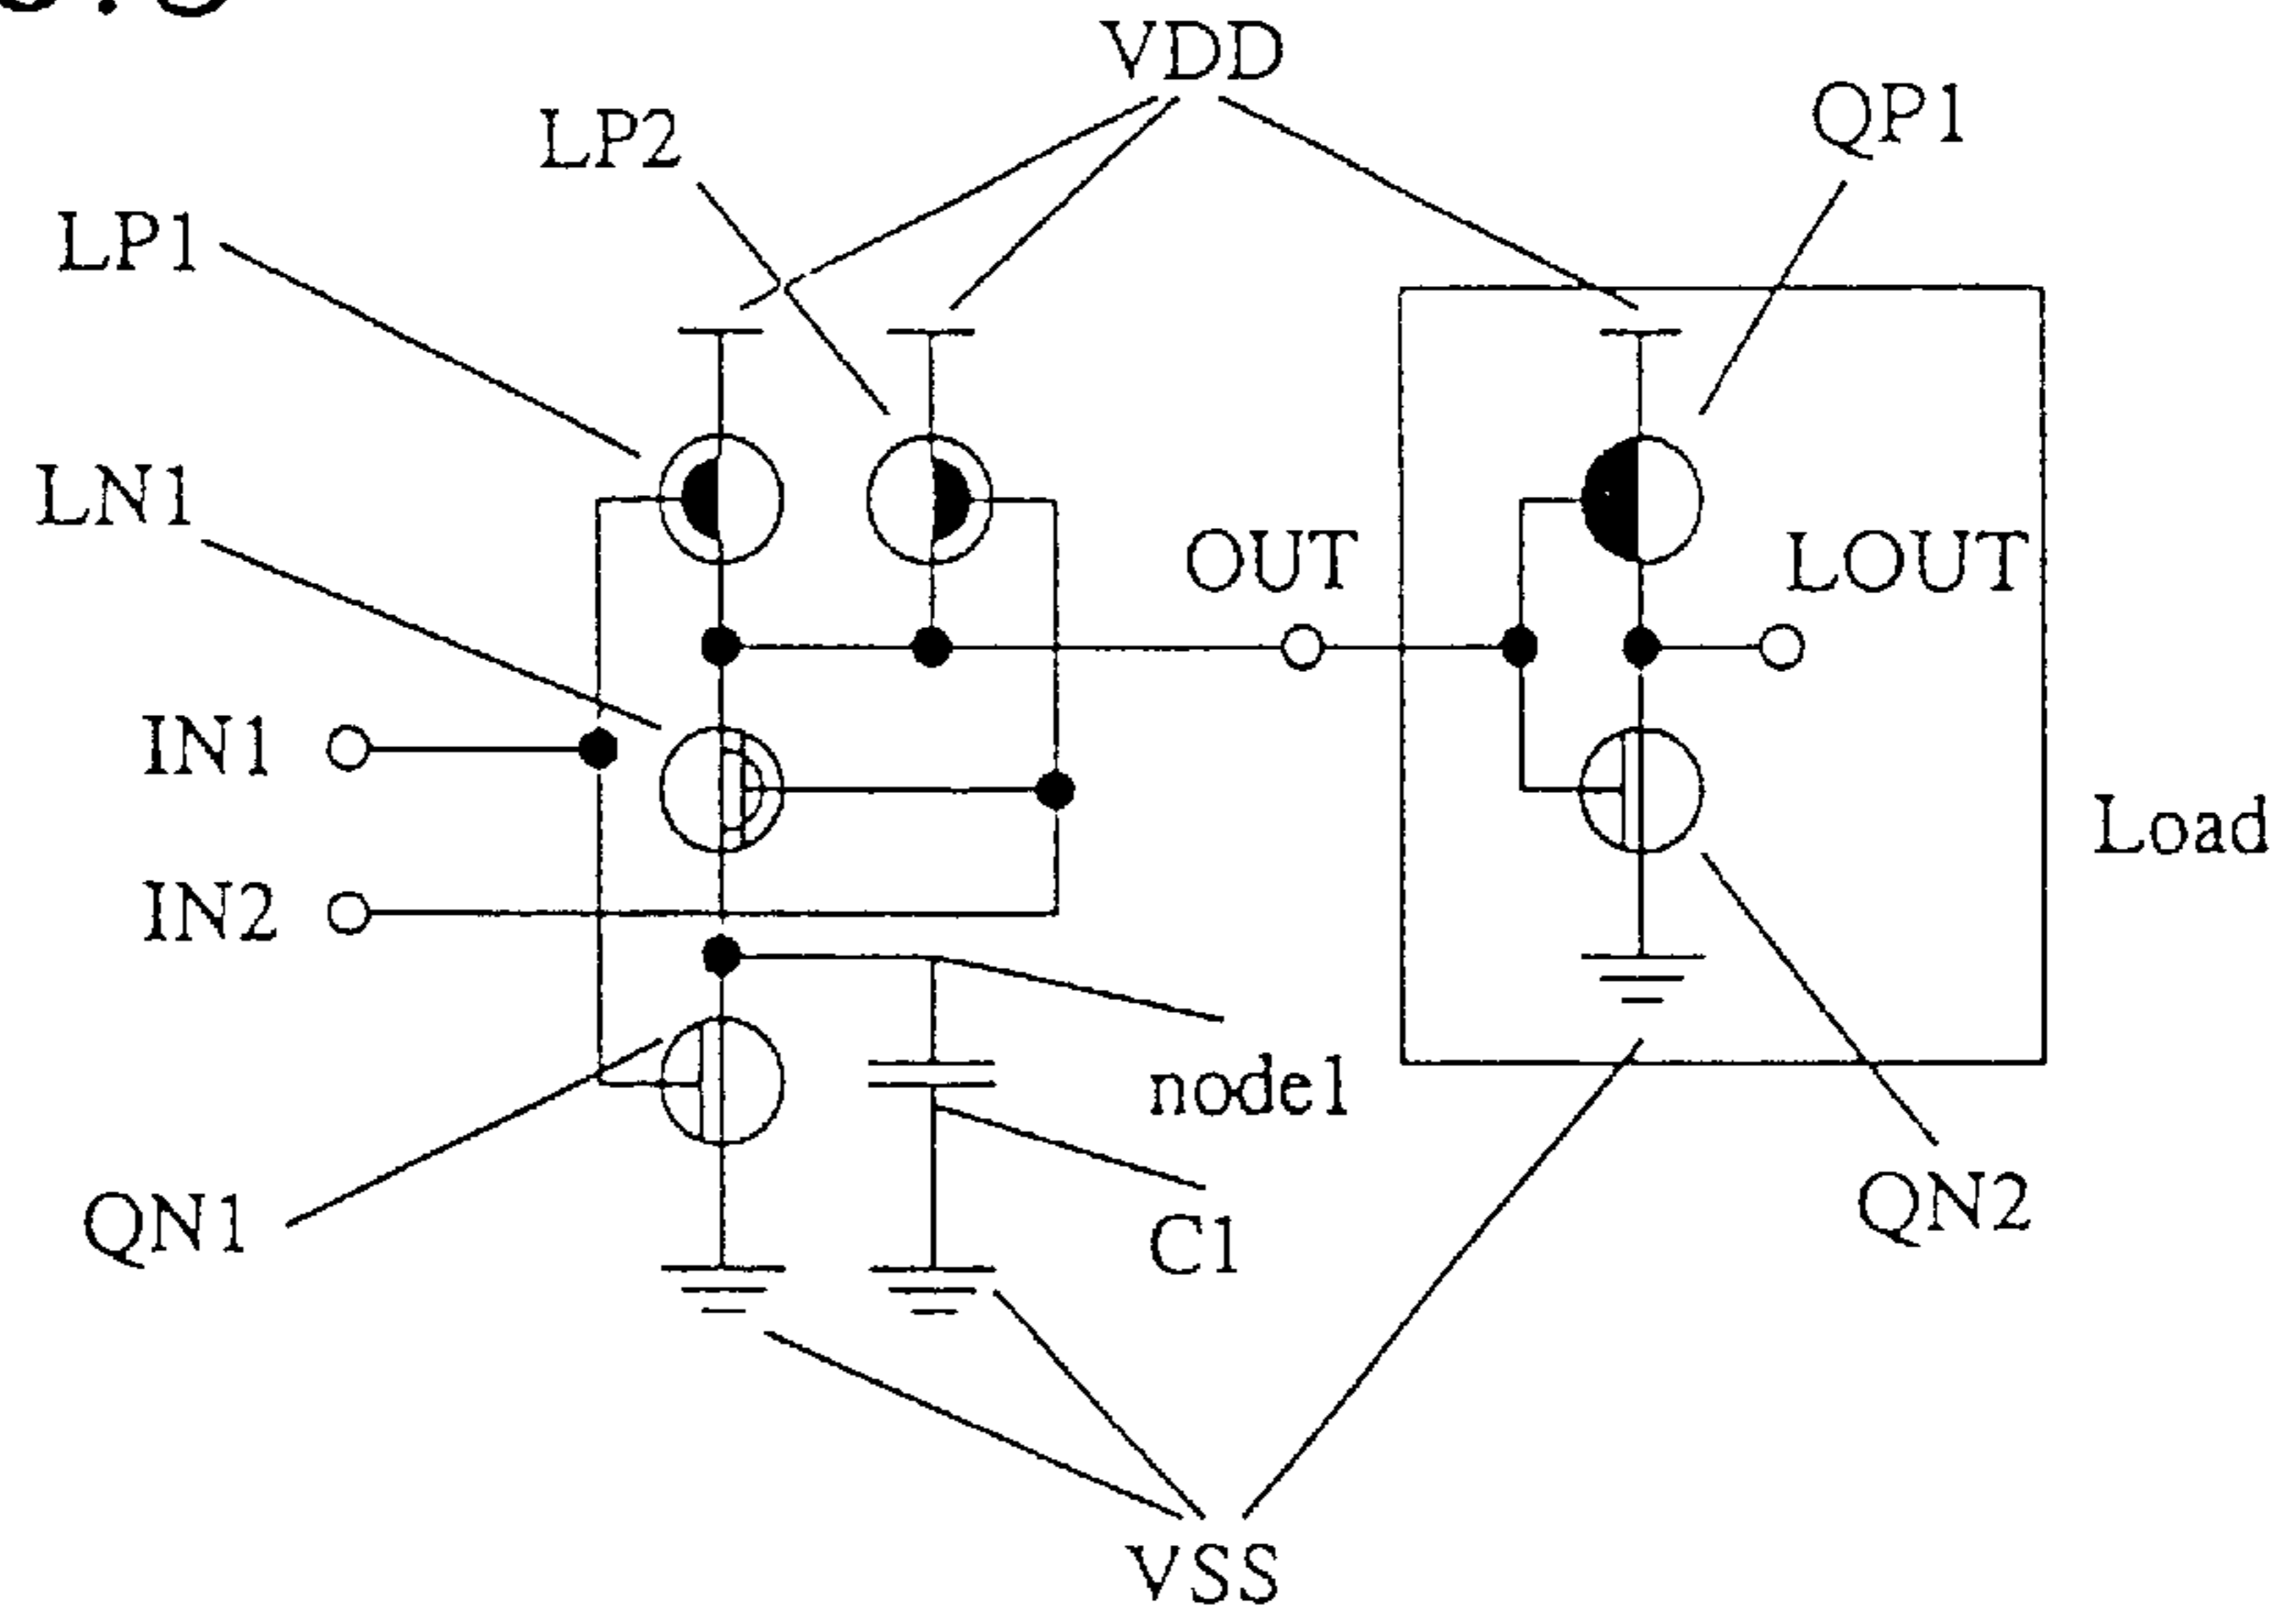 VDD
QP1
LP2
LP1
LN1
OUT
LOUT
IN1
Load
IN2
node1
QN1
C1
QN2
VSS